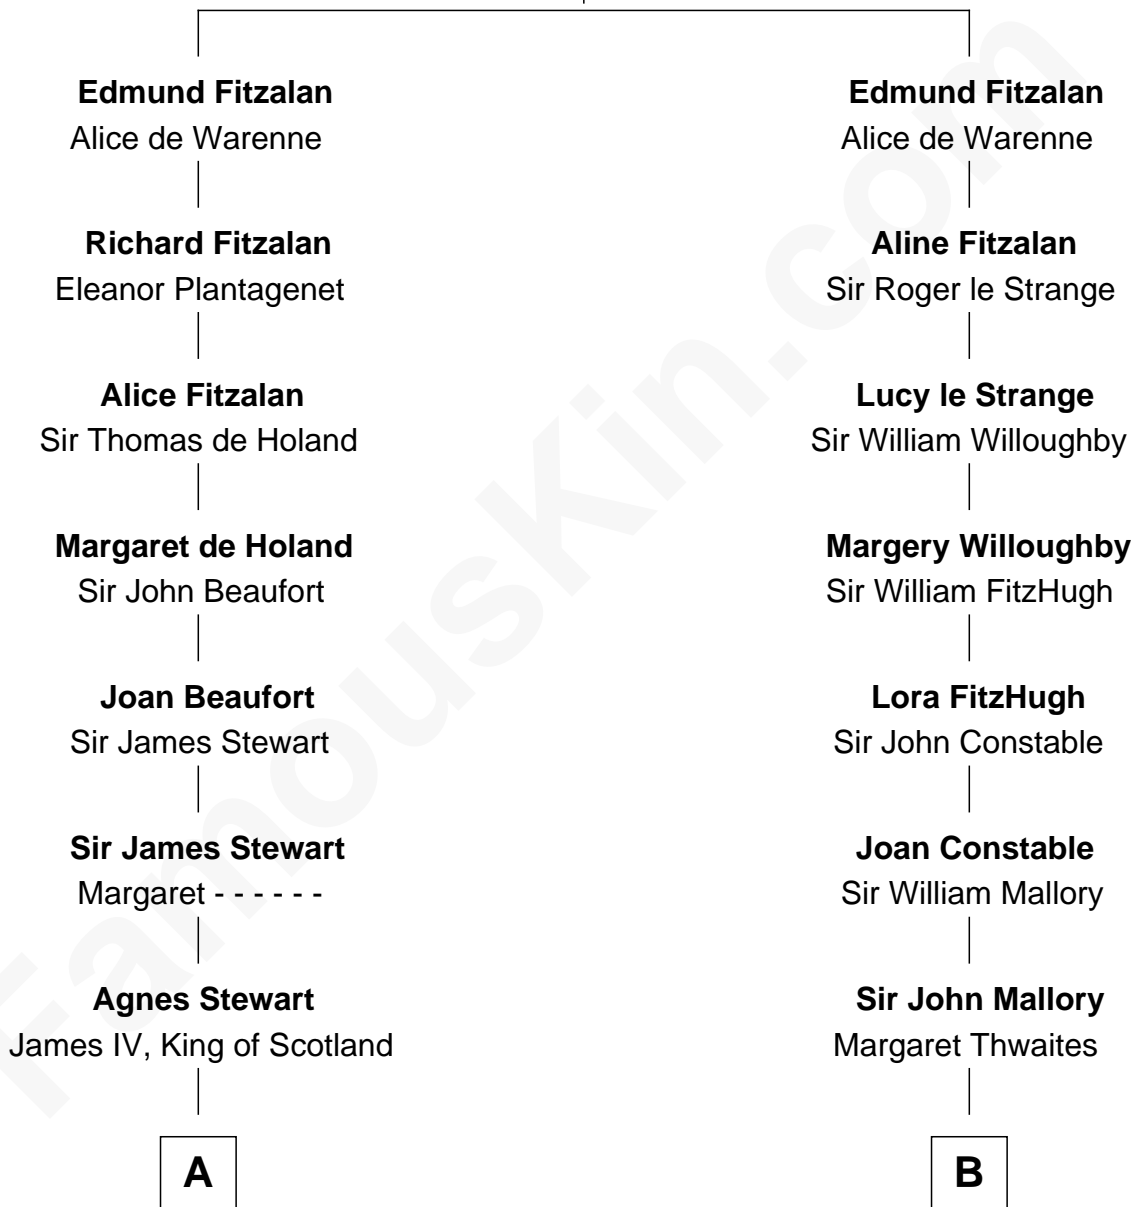 Edmund Fitzalan
Alice de Warenne
Richard Fitzalan
Eleanor Plantagenet
Alice Fitzalan
Sir Thomas de Holand
Margaret de Holand
Sir John Beaufort
Joan Beaufort
Sir James Stewart
Sir James Stewart
Margaret - - - - - -
Agnes Stewart
James IV, King of Scotland
A
Edmund Fitzalan
Alice de Warenne
Aline Fitzalan
Sir Roger le Strange
Lucy le Strange
Sir William Willoughby
Margery Willoughby
Sir William FitzHugh
Lora FitzHugh
Sir John Constable
Joan Constable
Sir William Mallory
Sir John Mallory
Margaret Thwaites
B
FamousKin.com